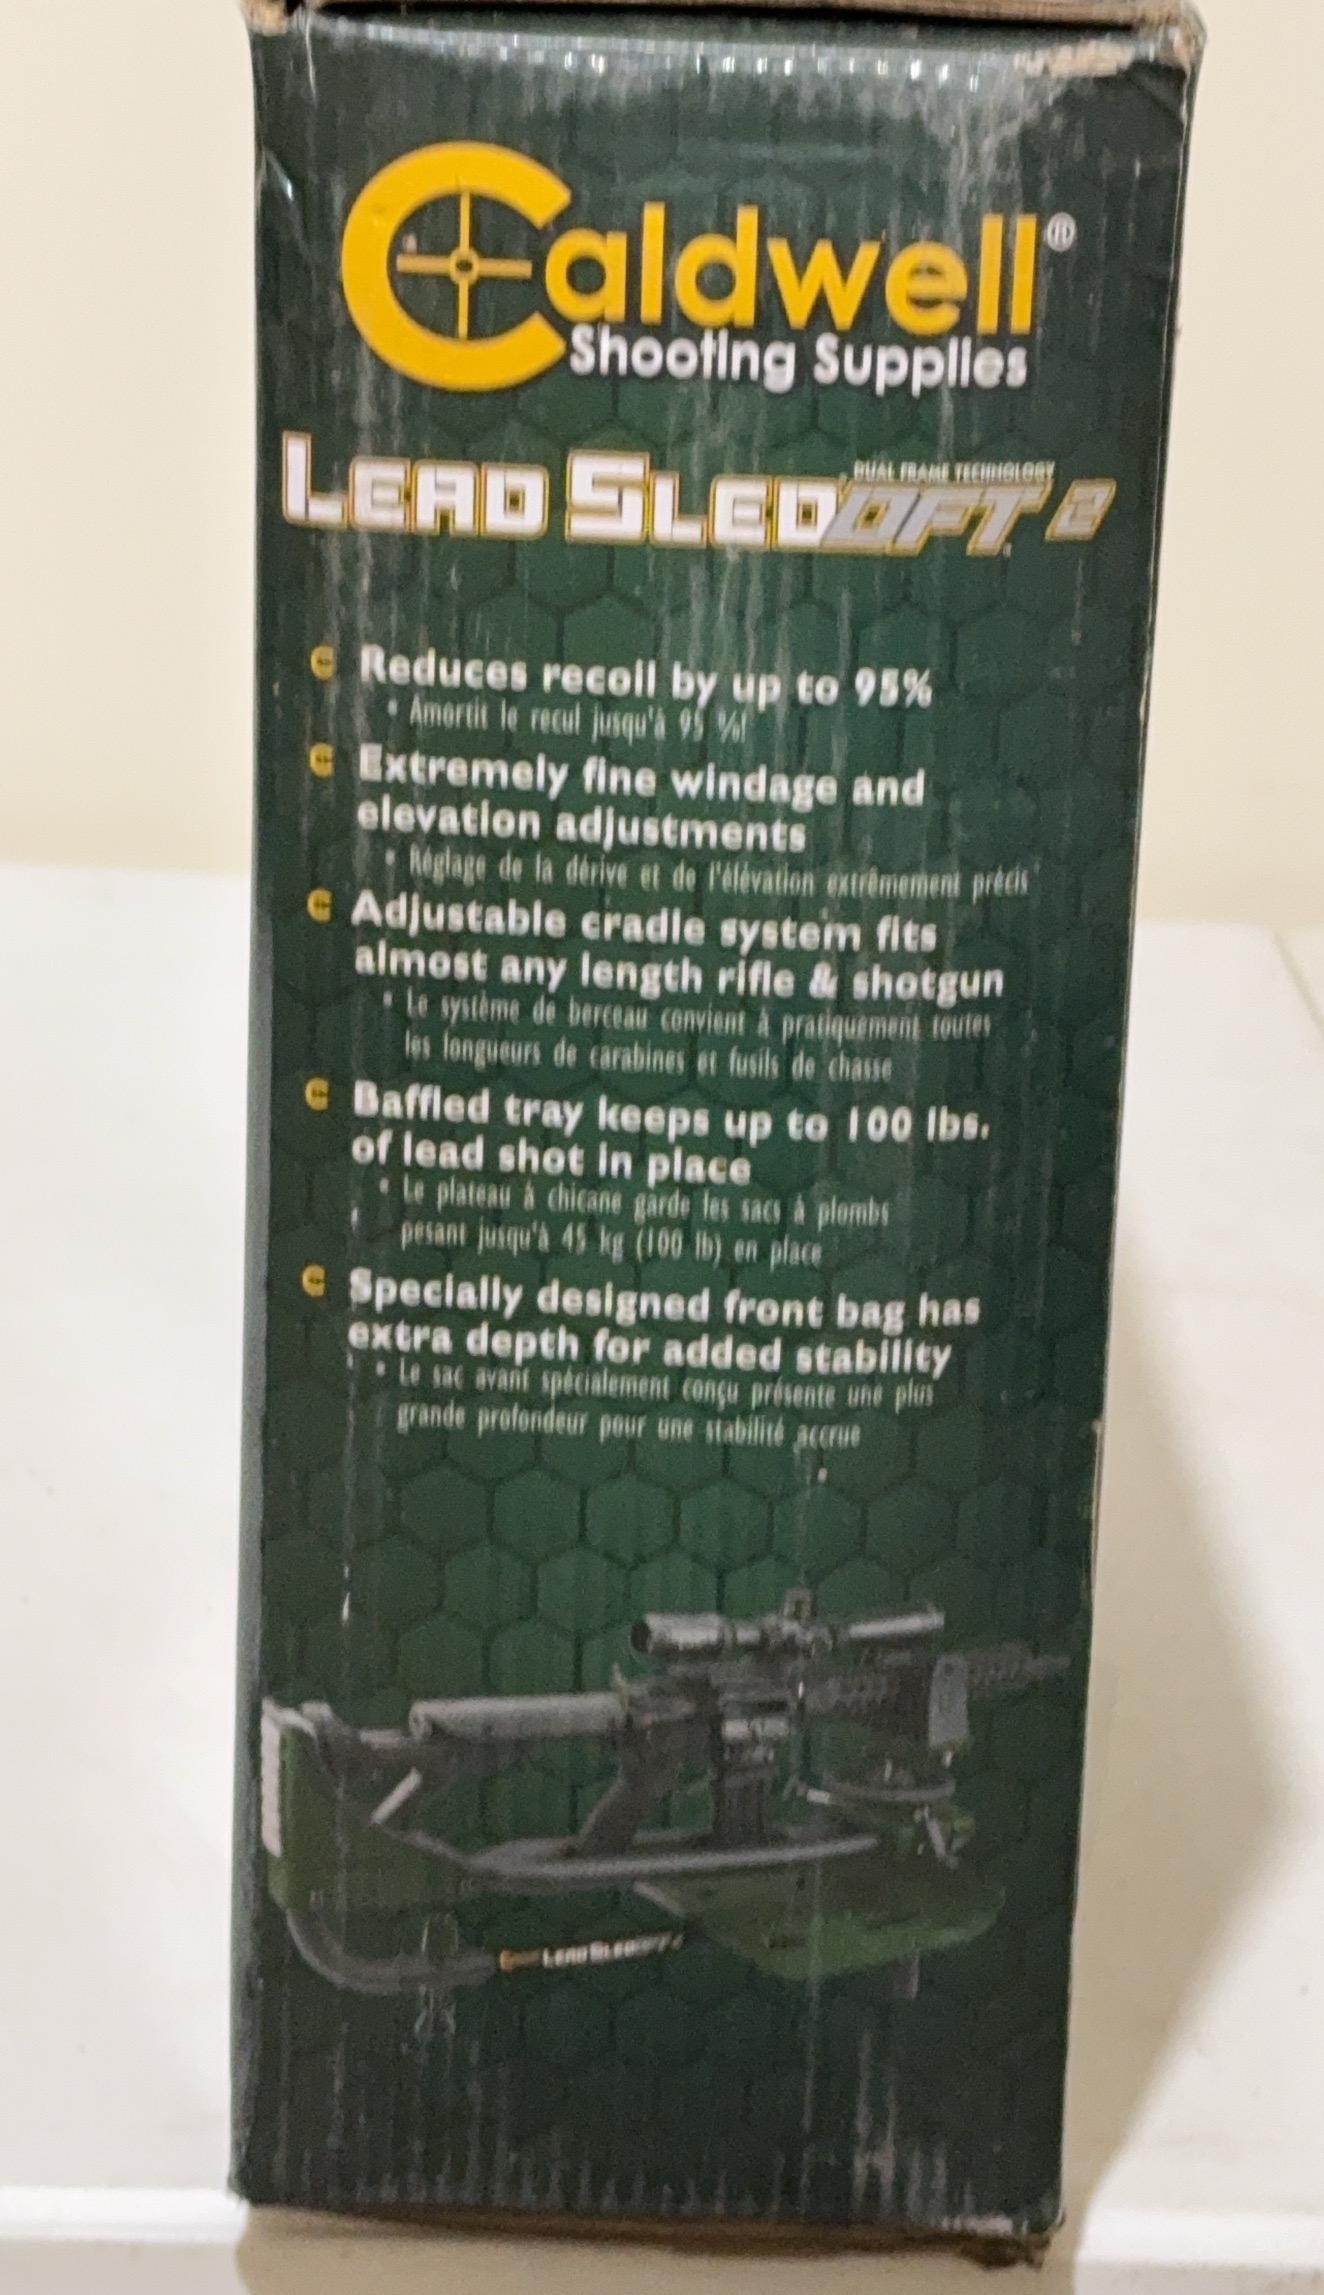 Caldwell®
Shooting Supplies
DUAL FRAME TECHNOLOGY
LEAD SLED DFT 2
Reduces recoil by up to 95%
• Amortit le recul jusqu'à 95 %!
Extremely fine windage and
elevation adjustments
• Réglage de la dérive et de l'élévation extrêmement précis
Adjustable cradle system fits
almost any length rifle & shotgun
• Le système de berceau convient à pratiquement toutes
les longueurs de carabines et fusils de chasse
Baffled tray keeps up to 100 lbs.
of lead shot in place
• Le plateau à chicane garde les sacs à plombs
pesant jusqu'à 45 kg (100 lb) en place
Specially designed front bag has
extra depth for added stability
• Le sac avant spécialement conçu présente une plus
grande profondeur pour une stabilité accrue
LEAD SLED DFT 2